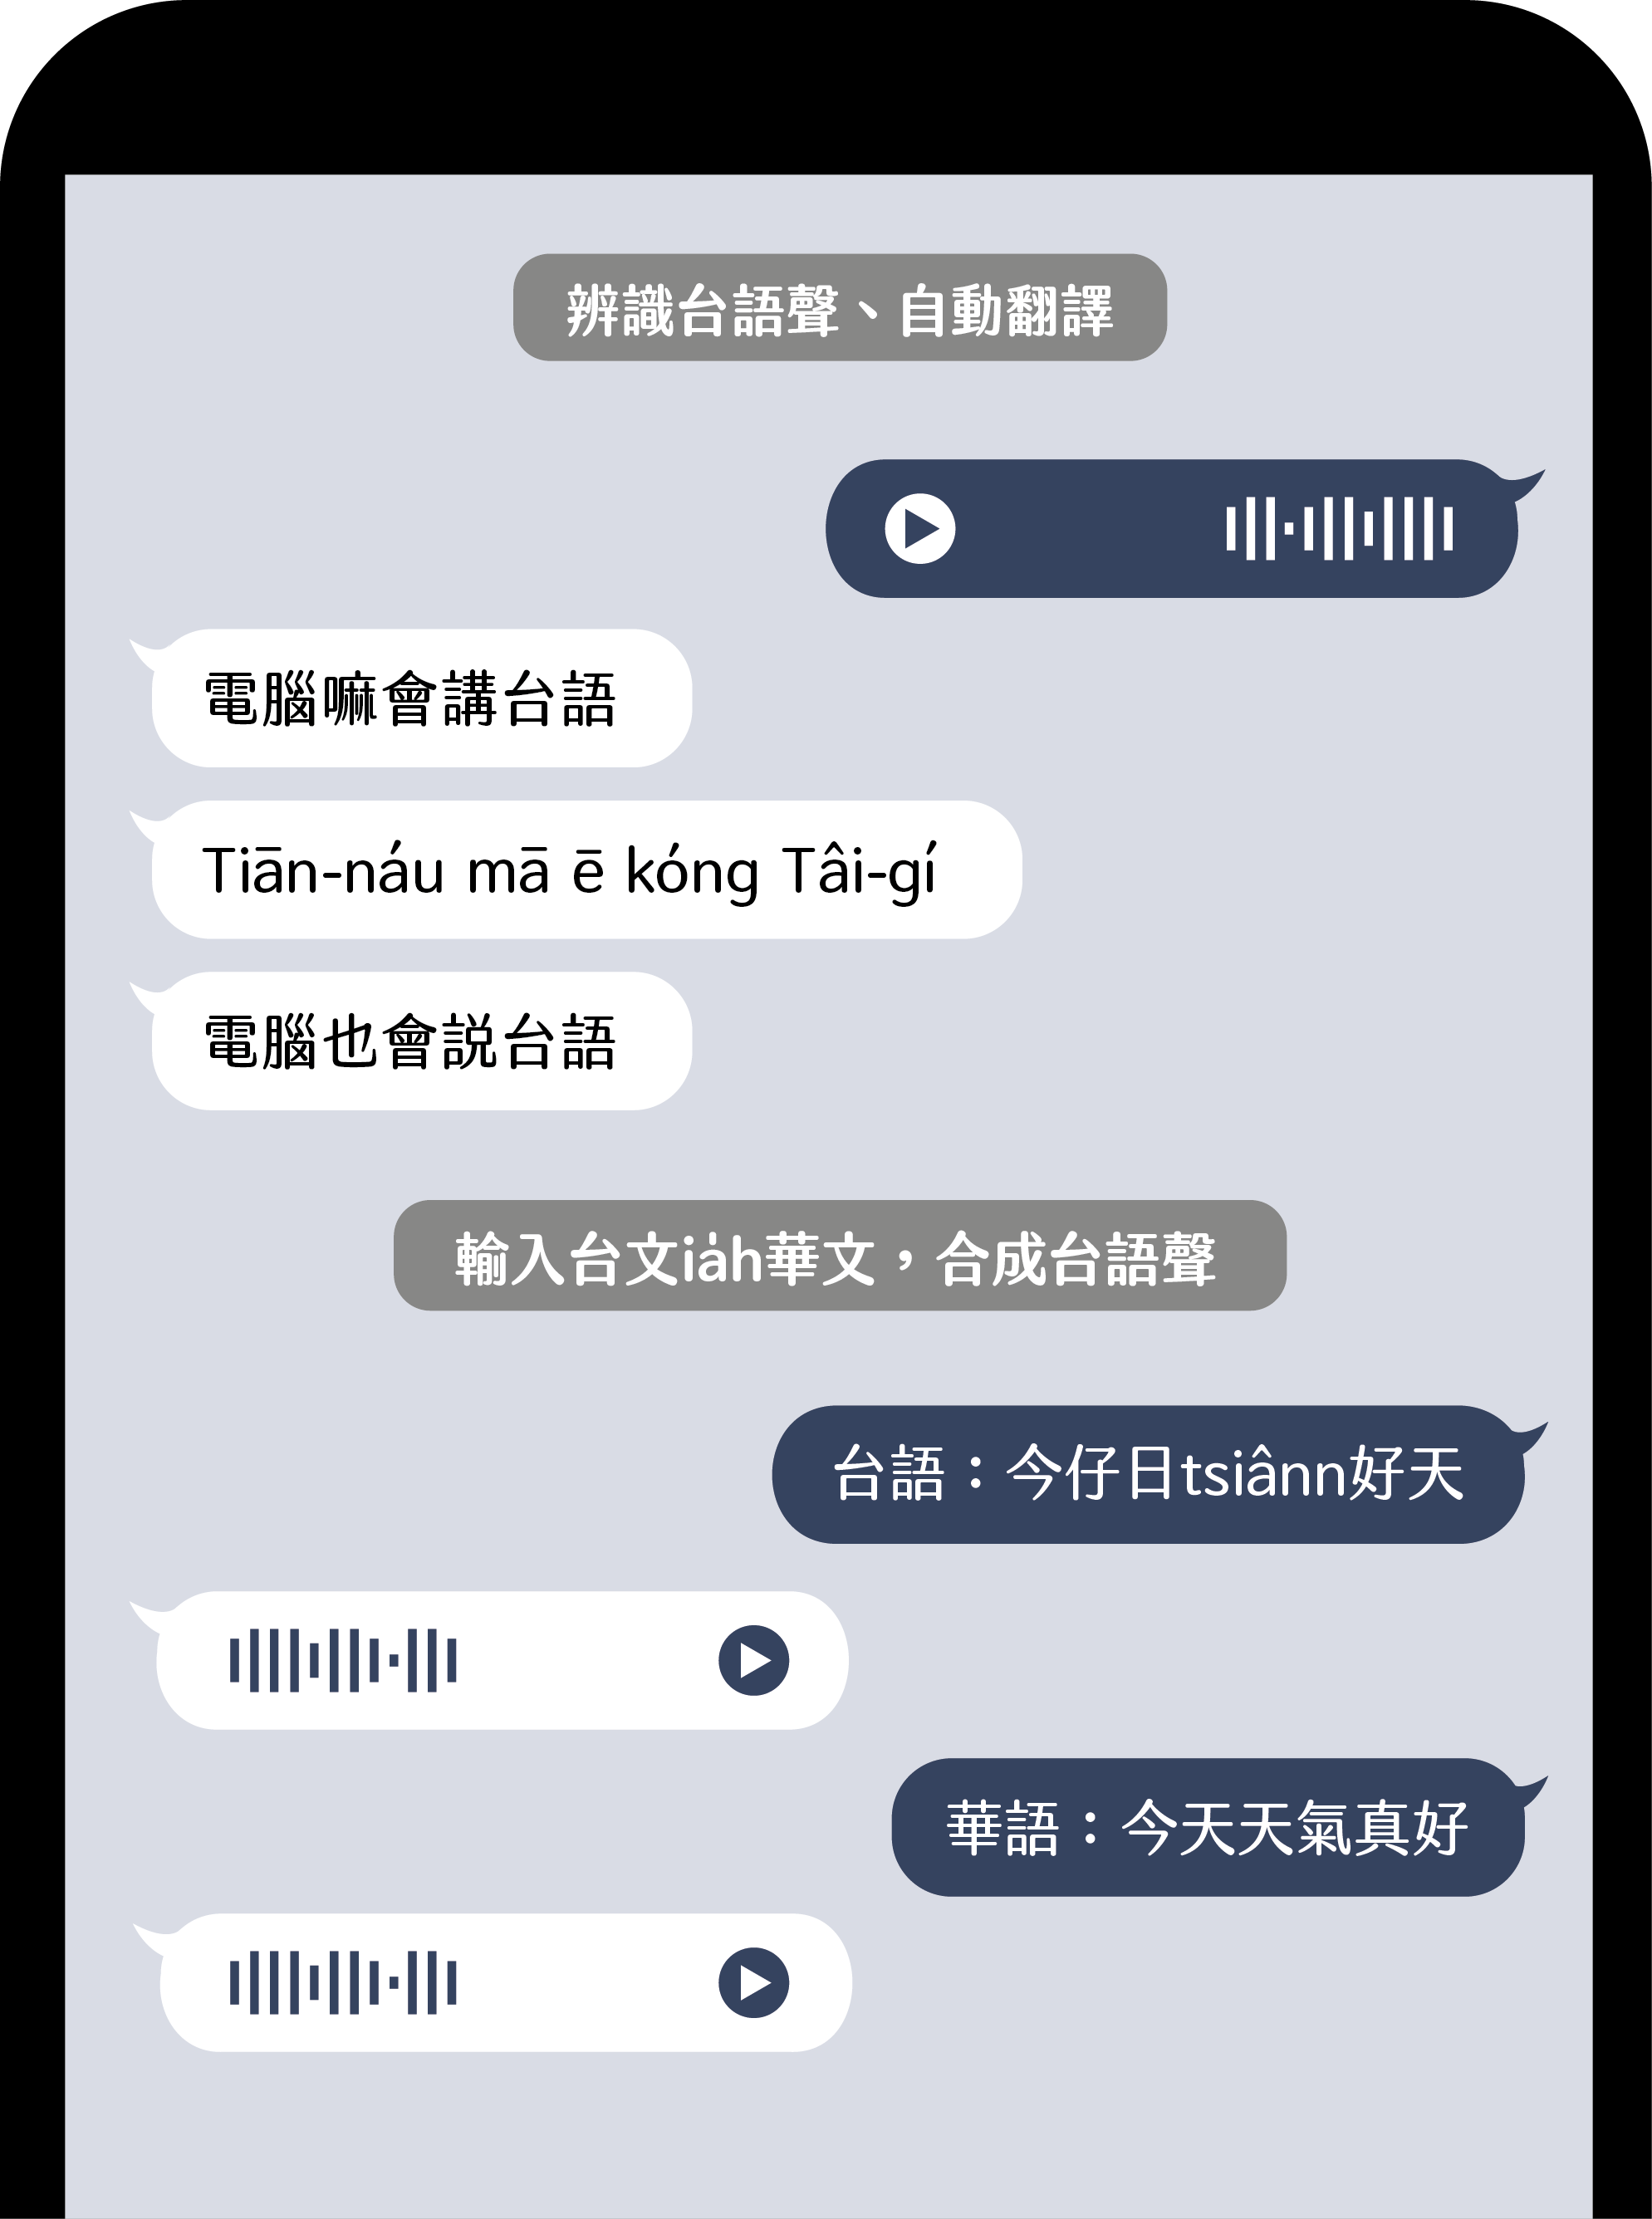 辨識台語聲、自動翻譯
電腦嘛會講台語
Tiān-náu mā ē kóng Tâi-gí
電腦也會說台語
輸入台文ia̍h華文，合成台語聲
台語：今仔日tsiânn好天
華語：今天天氣真好